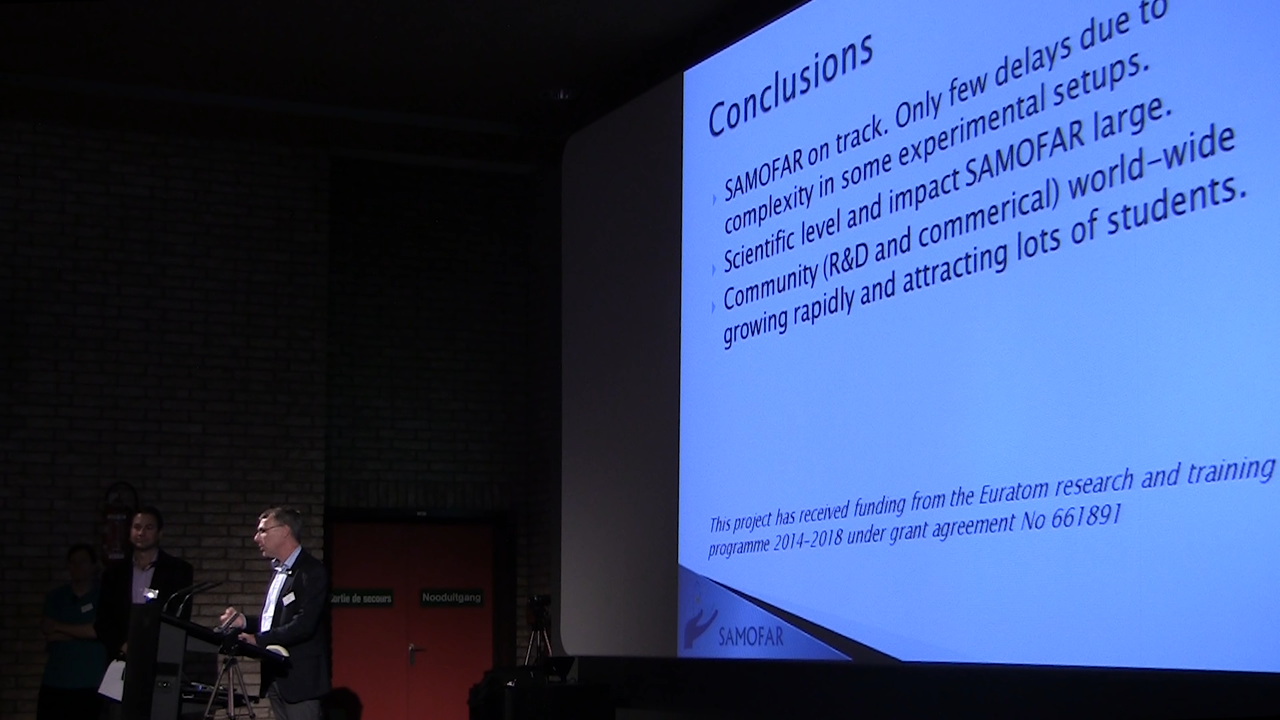 Conclusions
SAMOFAR on track. Only few delays due to
complexity in some experimental setups.
Scientific level and impact SAMOFAR large.
Community (R&D and commerical) world-wide
growing rapidly and attracting lots of students.
This project has received funding from the Euratom research and training
programme 2014-2018 under grant agreement No 661891
SAMOFAR
Sortie de secours
Nooduitgang